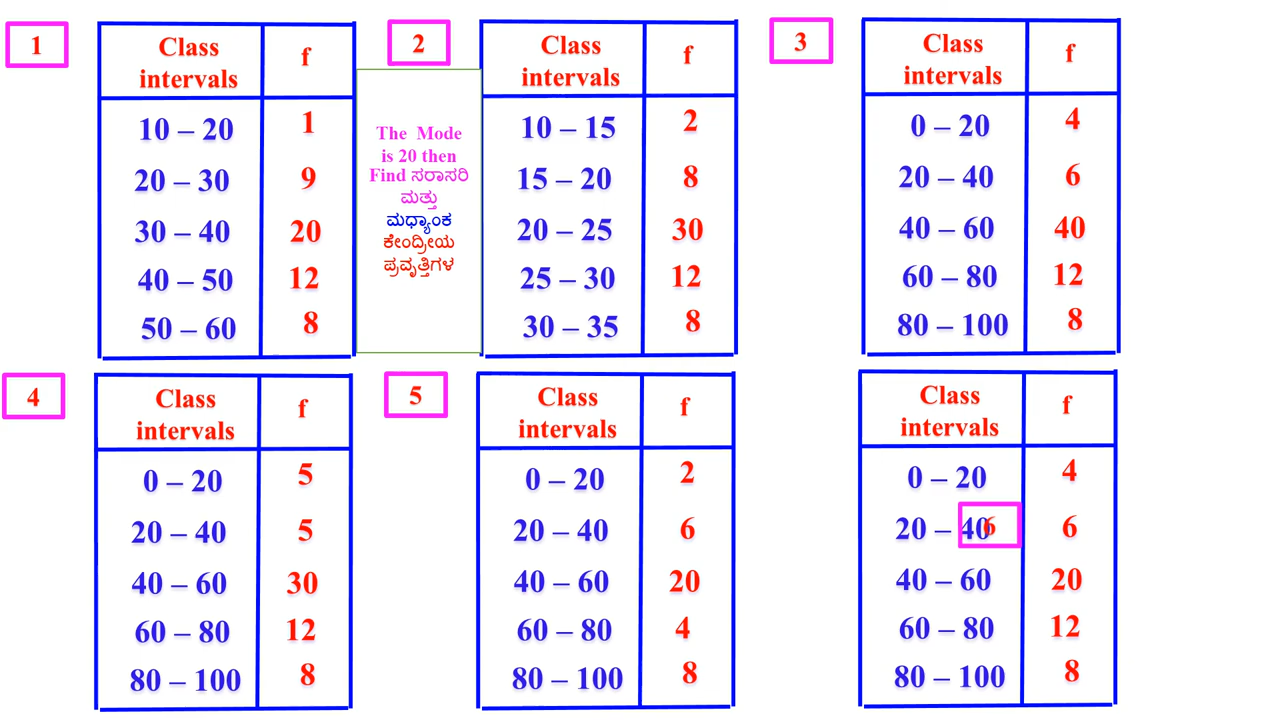 1
Class intervals f
10 – 20 1
20 – 30 9
30 – 40 20
40 – 50 12
50 – 60 8
2
The Mode
is 20 then
Find ಸರಾಸರಿ
ಮತ್ತು
ಮಧ್ಯಾಂಕ
ಕೇಂದ್ರೀಯ
ಪ್ರವೃತ್ತಿಗಳ
Class intervals f
10 – 15 2
15 – 20 8
20 – 25 30
25 – 30 12
30 – 35 8
3
Class intervals f
0 – 20 4
20 – 40 6
40 – 60 40
60 – 80 12
80 – 100 8
4
Class intervals f
0 – 20 5
20 – 40 5
40 – 60 30
60 – 80 12
80 – 100 8
5
Class intervals f
0 – 20 2
20 – 40 6
40 – 60 20
60 – 80 4
80 – 100 8
6
Class intervals f
0 – 20 4
20 – 40 6
40 – 60 20
60 – 80 12
80 – 100 8